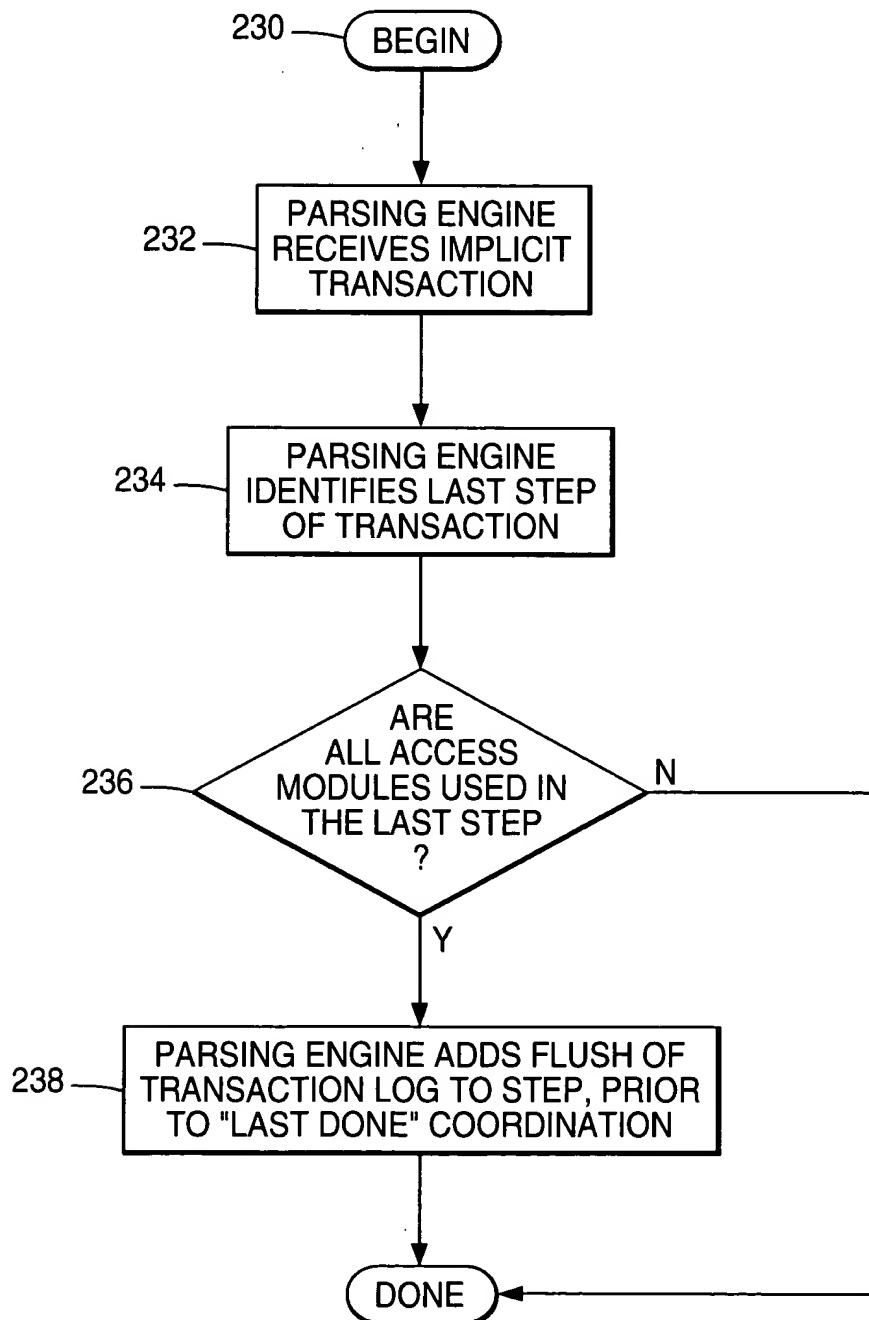 230
BEGIN
232
PARSING ENGINE
RECEIVES IMPLICIT
TRANSACTION
234
PARSING ENGINE
IDENTIFIES LAST STEP
OF TRANSACTION
236
ARE
ALL ACCESS
MODULES USED IN
THE LAST STEP
?
N
Y
238
PARSING ENGINE ADDS FLUSH OF
TRANSACTION LOG TO STEP, PRIOR
TO "LAST DONE" COORDINATION
DONE